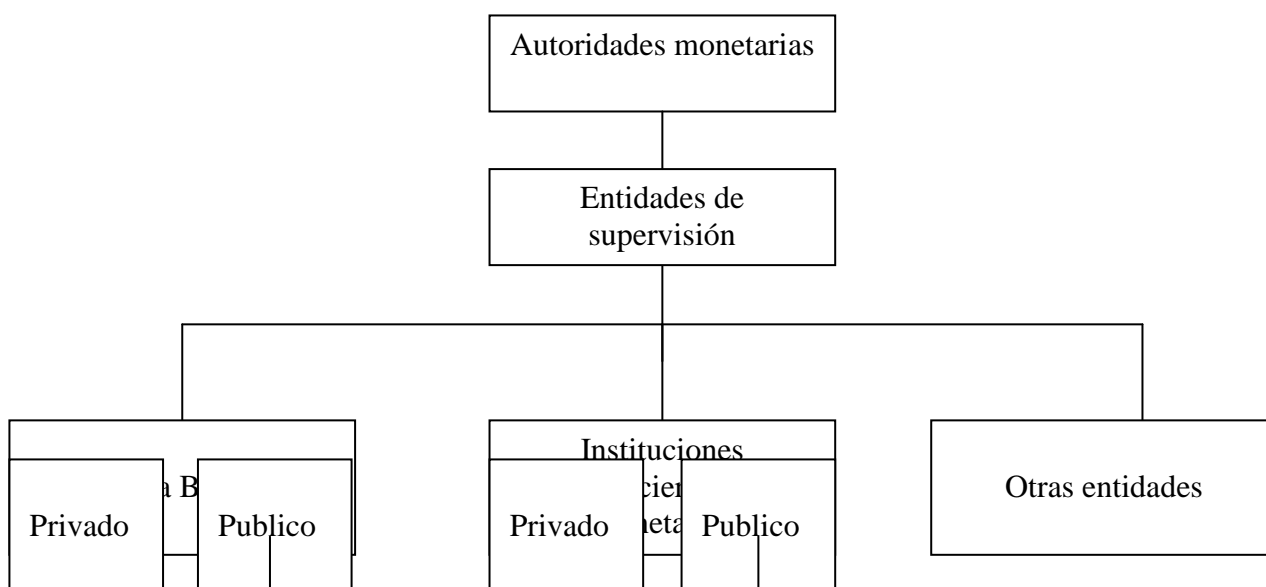 Autoridades monetarias
Entidades de
supervisión
Instituciones
Otras entidades
Privado
Publico
Privado
Publico